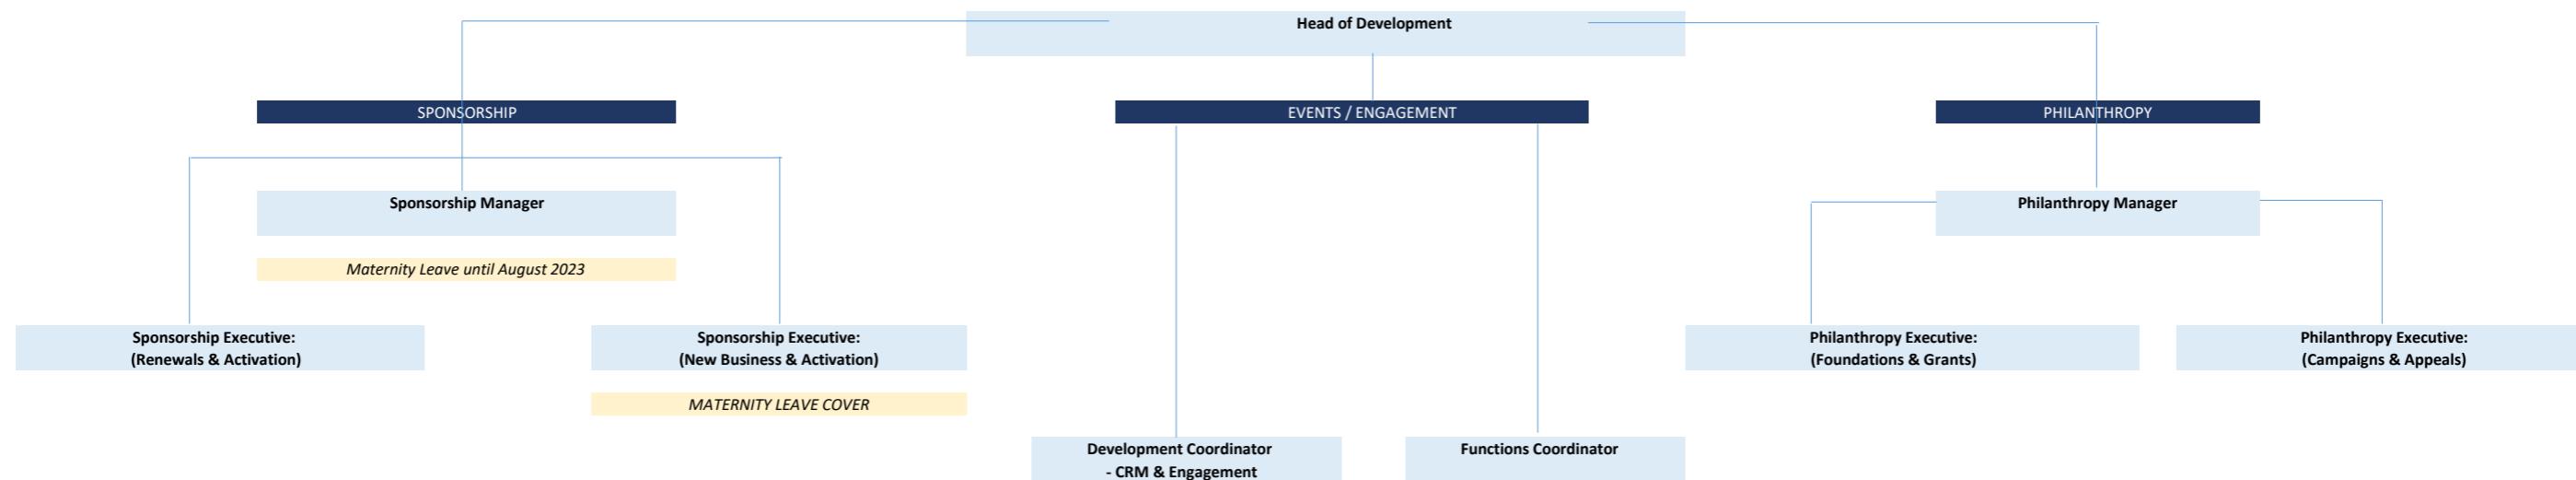 Head of Development
SPONSORSHIP
EVENTS / ENGAGEMENT
PHILANTHROPY
Sponsorship Manager
Philanthropy Manager
Maternity Leave until August 2023
Sponsorship Executive:
(Renewals & Activation)
Sponsorship Executive:
(New Business & Activation)
Philanthropy Executive:
(Foundations & Grants)
Philanthropy Executive:
(Campaigns & Appeals)
MATERNITY LEAVE COVER
Development Coordinator
- CRM & Engagement
Functions Coordinator